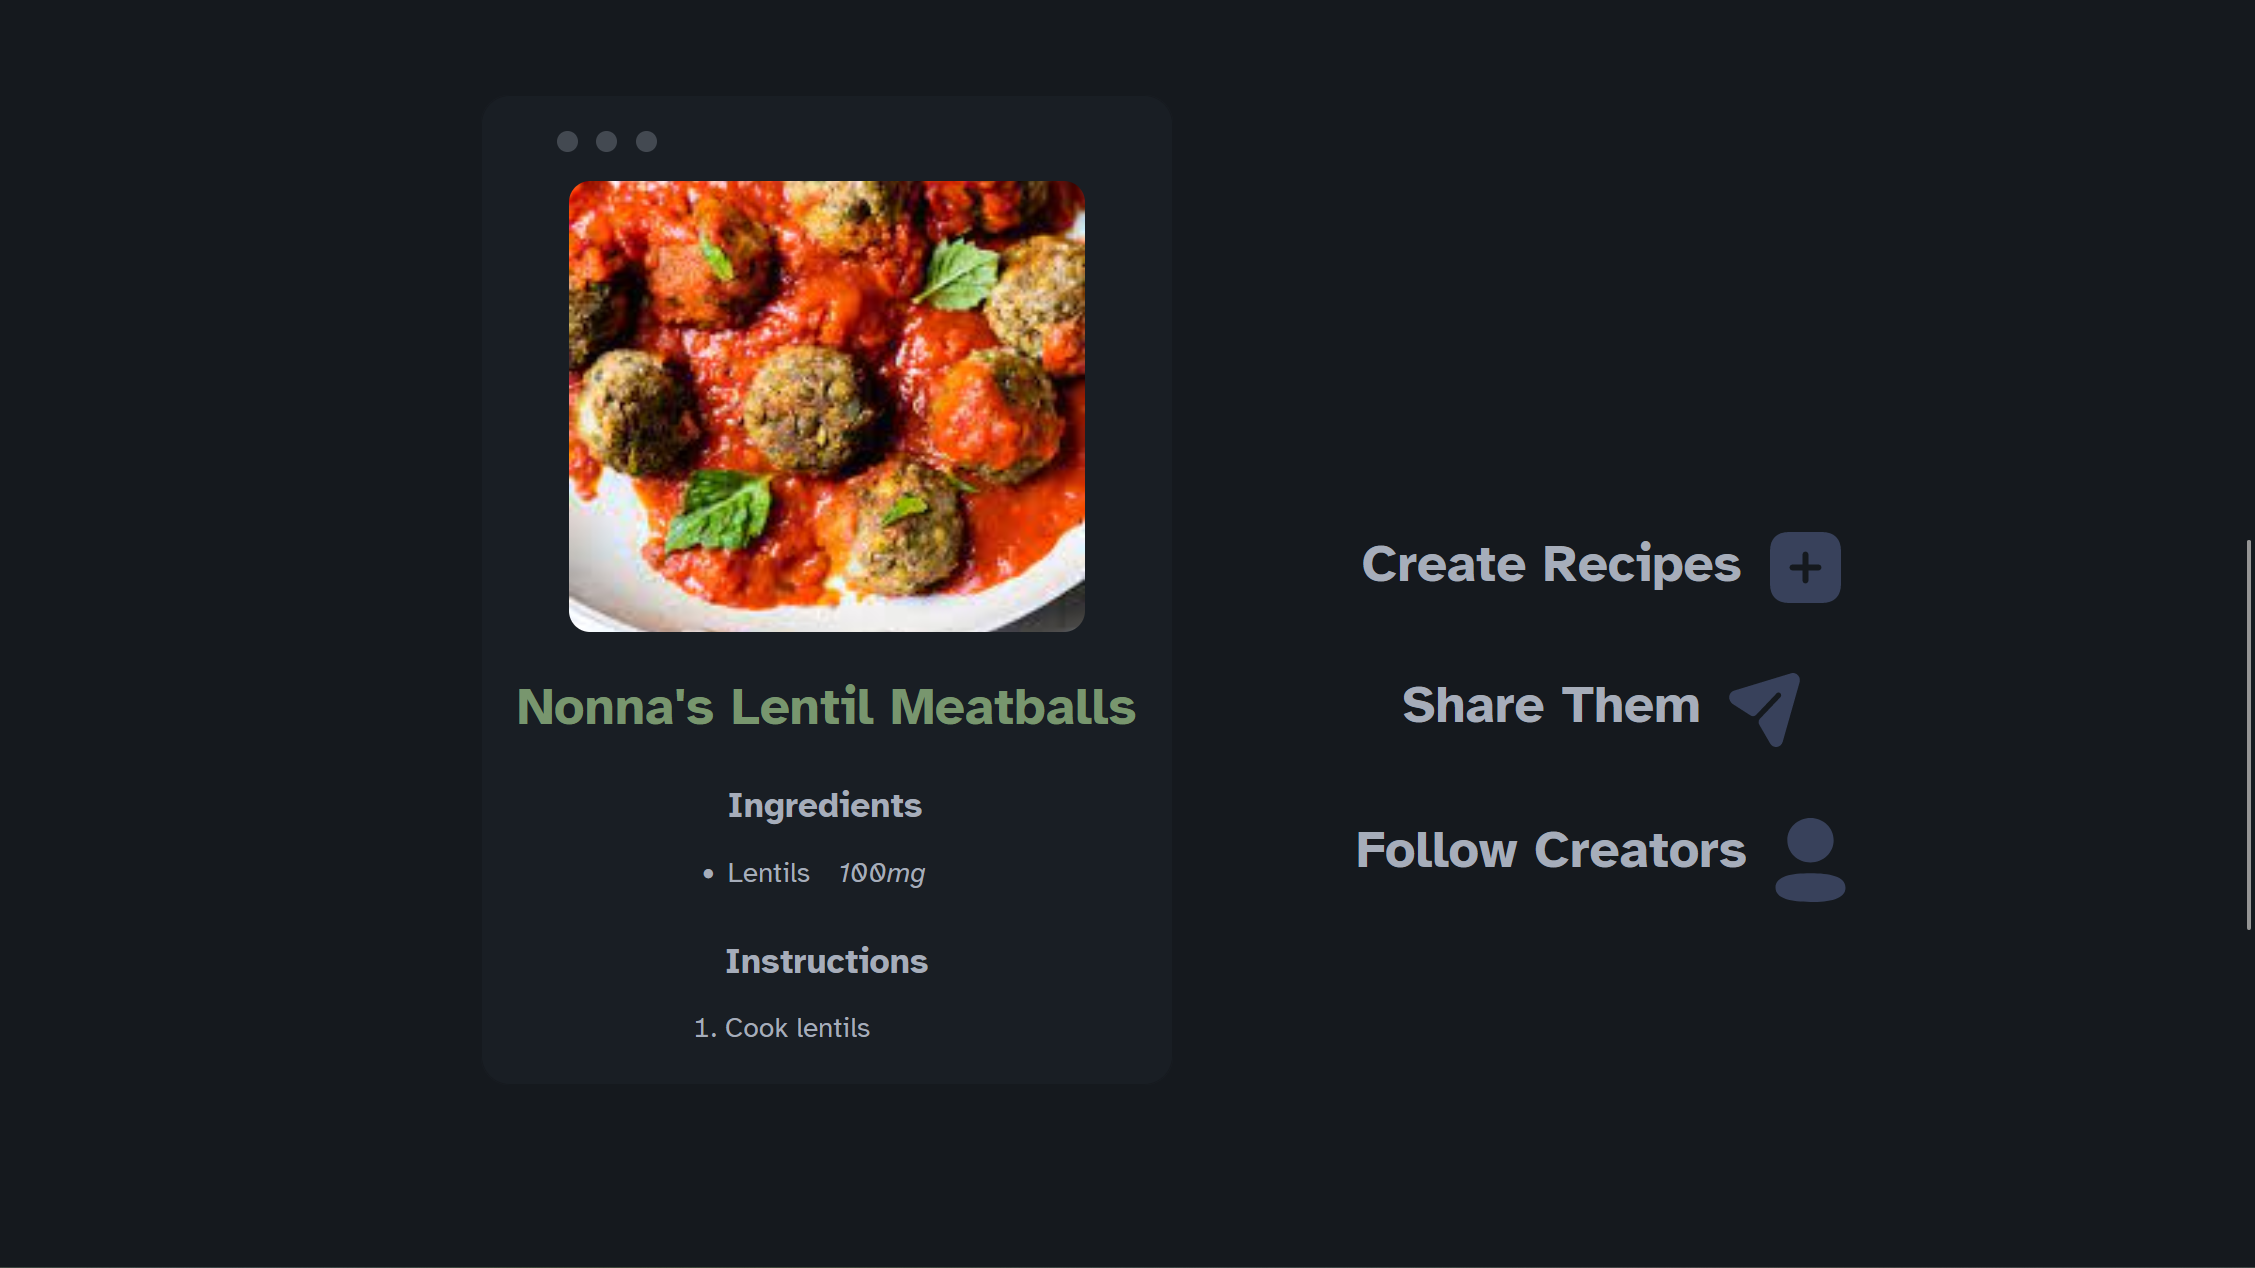 Nonna's Lentil Meatballs
Ingredients
• Lentils 100mg
Instructions
1. Cook lentils
Create Recipes
Share Them
Follow Creators